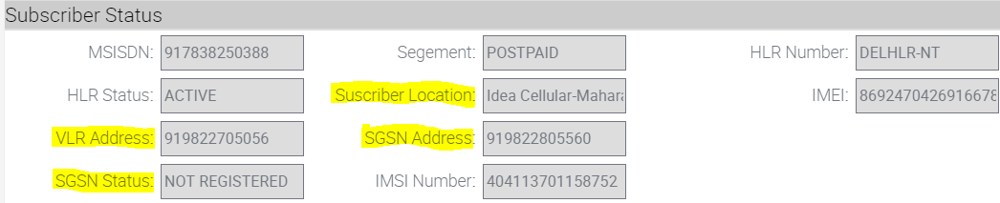 Subscriber Status
MSISDN: 917838250388 Segement: POSTPAID HLR Number: DELHLR-NT
HLR Status: ACTIVE Suscriber Location: Idea Cellular-Mahara IMEI: 8692470426916678
VLR Address: 919822705056 SGSN Address: 919822805560
SGSN Status: NOT REGISTERED IMSI Number: 404113701158752